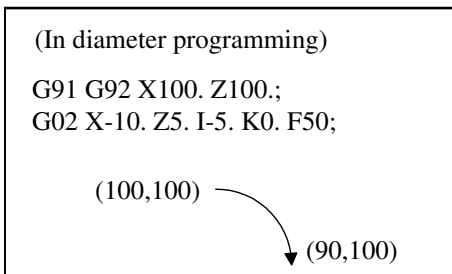 (In diameter programming)
G91 G92 X100. Z100.;
G02 X-10. Z5. I-5. K0. F50;
(100,100)
(90,100)